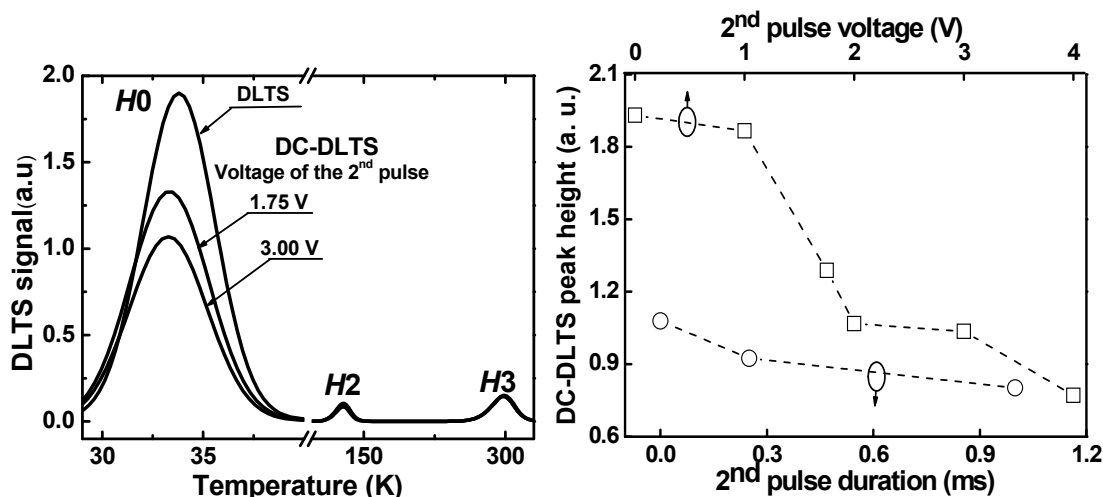 2.0
1.5
1.0
0.5
0.0
DLTS signal(a.u)
H0
DLTS
DC-DLTS
Voltage of the 2nd pulse
1.75 V
3.00 V
H2
H3
30 35 150 300
Temperature (K)
2nd pulse voltage (V)
0 1 2 3 4
2.1
1.8
1.5
1.2
0.9
0.6
DC-DLTS peak height (a. u.)
0.0 0.3 0.6 0.9 1.2
2nd pulse duration (ms)